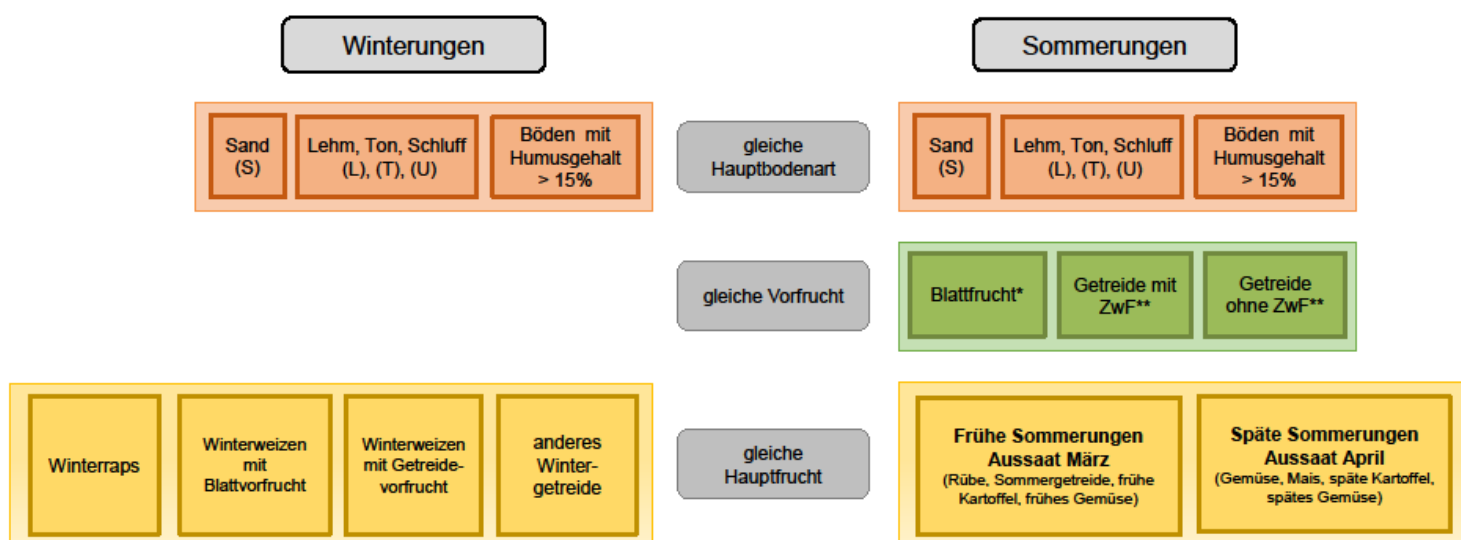 Winterungen
Sommerungen
Sand
(S)
Lehm, Ton, Schluff
(L), (T), (U)
Böden mit
Humusgehalt
> 15%
gleiche
Hauptbodenart
Sand
(S)
Lehm, Ton, Schluff
(L), (T), (U)
Böden mit
Humusgehalt
> 15%
gleiche Vorfrucht
Blattfrucht*
Getreide mit
ZwF**
Getreide
ohne ZwF**
Winterraps
Winterweizen
mit
Blattvorfrucht
Winterweizen
mit Getreide-
vorfrucht
anderes
Winter-
getreide
gleiche
Hauptfrucht
Frühe Sommerungen
Aussaat März
(Rübe, Sommergetreide, frühe
Kartoffel, frühes Gemüse)
Späte Sommerungen
Aussaat April
(Gemüse, Mais, späte Kartoffel,
spätes Gemüse)